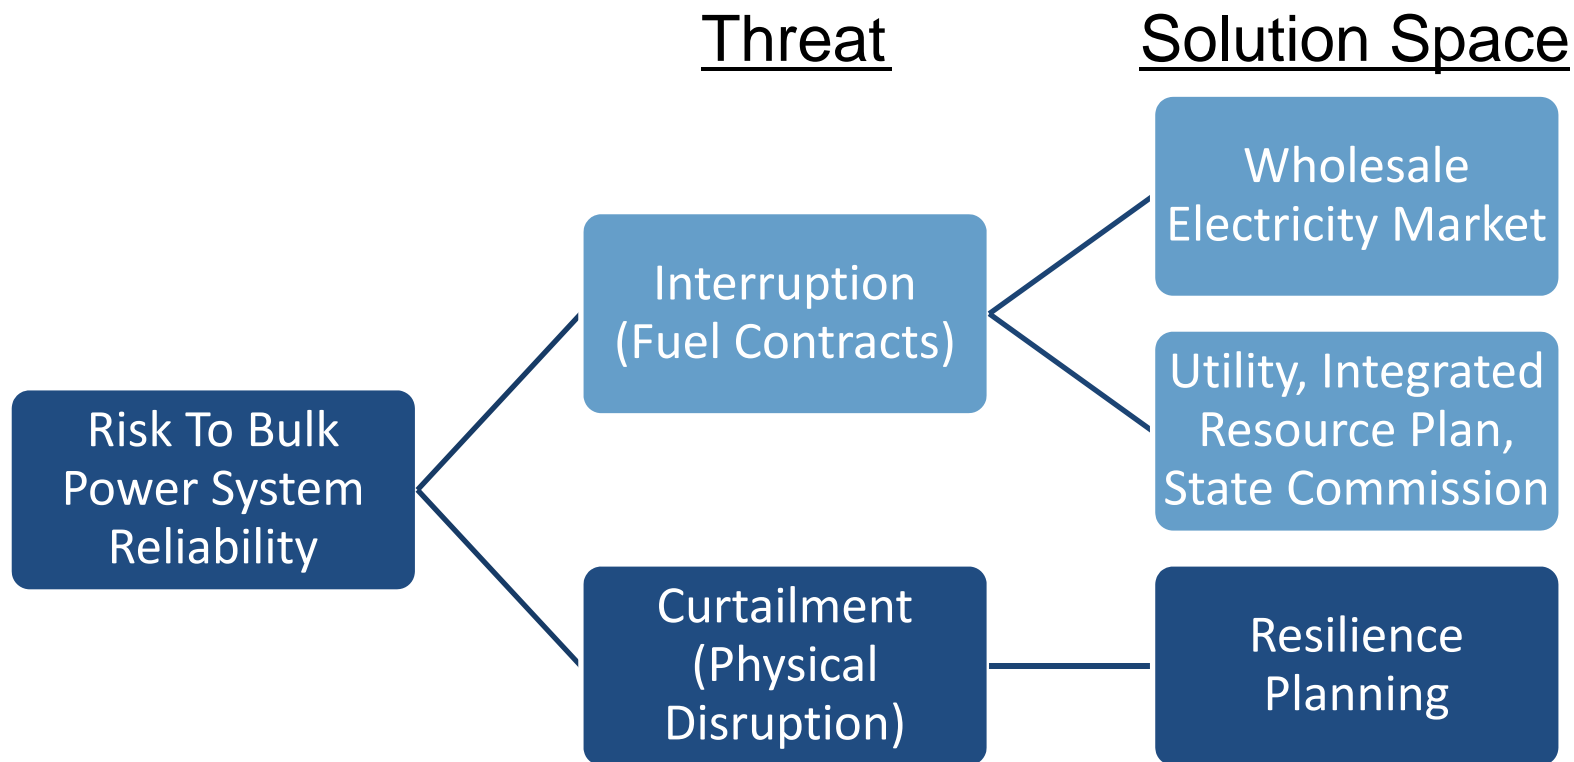 Threat
Solution Space
Wholesale
Electricity Market
Interruption
(Fuel Contracts)
Utility, Integrated
Resource Plan,
State Commission
Risk To Bulk
Power System
Reliability
Curtailment
(Physical
Disruption)
Resilience
Planning